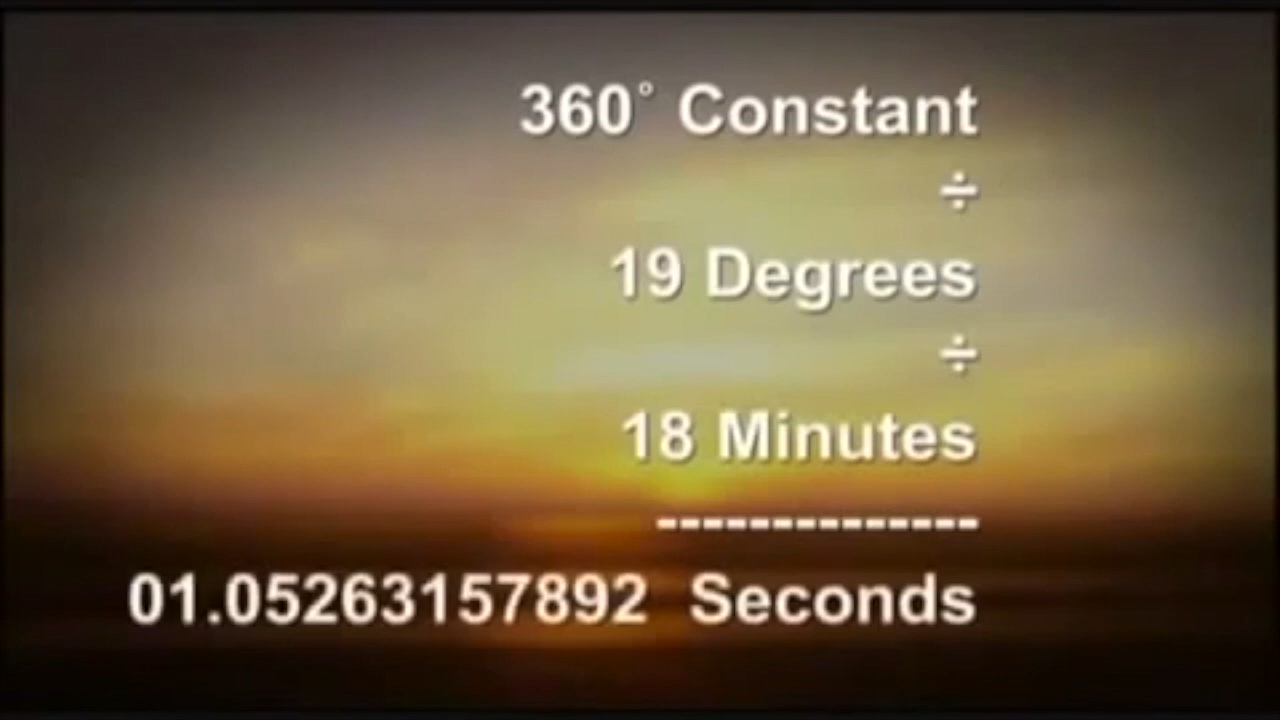 360° Constant
÷
19 Degrees
÷
18 Minutes
--------------
01.05263157892 Seconds